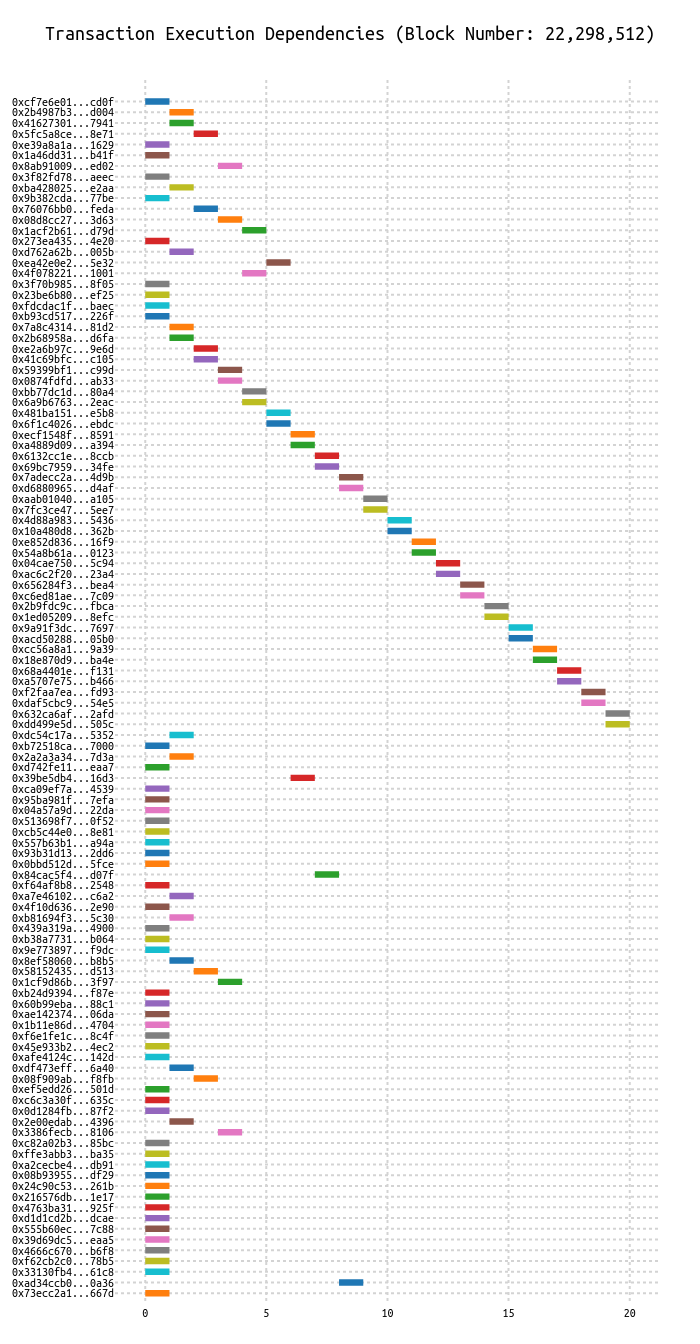 Transaction Execution Dependencies (Block Number: 22,298,512)
0xcf7e6e01...cd0f
0x2b4987b3...d004
0x41627301...7941
0x5fc5a8ce...8e71
0xe39a8a1a...1629
0x1a46dd31...b41f
0x8ab91009...ed02
0x3f82fd78...aeec
0xba428025...e2aa
0x9b382cda...77be
0x76076bb0...feda
0x08d8cc27...3d63
0x1acf2b61...d79d
0x273ea435...4e20
0xd762a62b...005b
0xea42e0e2...5e32
0x4f078221...1001
0x3f70b985...8f05
0x23be6b80...ef25
0xfdcdac1f...baec
0xb93cd517...226f
0x7a8c4314...81d2
0x2b68958a...d6fa
0xe2a6b97c...9e6d
0x41c69bfc...c105
0x59399bf1...c99d
0x0874fdfd...ab33
0xbb77dc1d...80a4
0x6a9b6763...2eac
0x481ba151...e5b8
0x6f1c4026...ebdc
0xecf1548f...8591
0xa4889d09...a394
0x6132cc1e...8ccb
0x69bc7959...34fe
0x7adecc2a...4d9b
0xd6880965...d4af
0xaab01040...a105
0x7fc3ce47...5ee7
0x4d88a983...5436
0x10a480d8...362b
0xe852d836...16f9
0x54a8b61a...0123
0x04cae750...5c94
0xac6c2f20...23a4
0x656284f3...bea4
0xc6ed81ae...7c09
0x2b9fdc9c...fbca
0x1ed05209...8efc
0x9a91f3dc...7697
0xacd50288...05b0
0xcc56a8a1...9a39
0x18e870d9...ba4e
0x68a4401e...f131
0xa5707e75...b466
0xf2faa7ea...fd93
0xdaf5cbc9...54e5
0x632ca6af...2afd
0xdd499e5d...505c
0xdc54c17a...5352
0xb72518ca...7000
0x2a2a3a34...7d3a
0xd742fe11...eaa7
0x39be5db4...16d3
0xca09ef7a...4539
0x95ba981f...7efa
0x04a57a9d...22da
0x513698f7...0f52
0xcb5c44e0...8e81
0x557b63b1...a94a
0x93b31d13...2dd6
0x0bbd512d...5fce
0x84cac5f4...d07f
0xf64af8b8...2548
0xa7e46102...c6a2
0x4f10d636...2e90
0xb81694f3...5c30
0x439a319a...4900
0xb38a7731...b064
0x9e773897...f9dc
0x8ef58060...b8b5
0x58152435...d513
0x1cf9d86b...3f97
0xb24d9394...f87e
0x60b99eba...88c1
0xae142374...06da
0x1b11e86d...4704
0xf6e1fe1c...8c4f
0x45e933b2...4ec2
0xafe4124c...142d
0xdf473eff...6a40
0x08f909ab...f8fb
0xef5edd26...501d
0xc6c3a30f...635c
0x0d1284fb...87f2
0x2e00edab...4396
0x3386fecb...8106
0xc82a02b3...85bc
0xffe3abb3...ba35
0xa2cecbe4...db91
0x08b93955...df29
0x24c90c53...261b
0x216576db...1e17
0x4763ba31...925f
0xd1d1cd2b...dcae
0x555b60ec...7c88
0x39d69dc5...eaa5
0x4666c670...b6f8
0xf62cb2c0...78b5
0x33130fb4...61c8
0xad34ccb0...0a36
0x73ecc2a1...667d
0 5 10 15 20